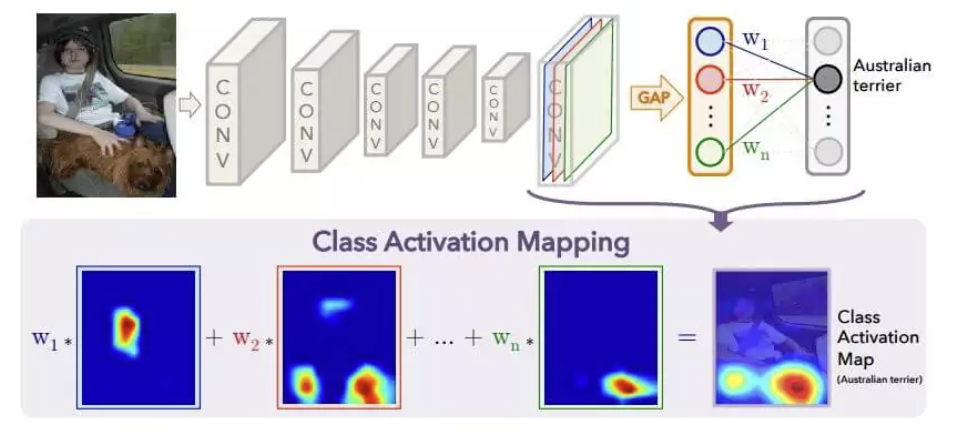 CONV
CONV
CONV
CONV
CONV
CONV
GAP
w1
w2
⋮
wn
⋮
Australian
terrier
Class Activation Mapping
w1 * + w2 * + ... + wn * =
Class
Activation
Map
(Australian terrier)